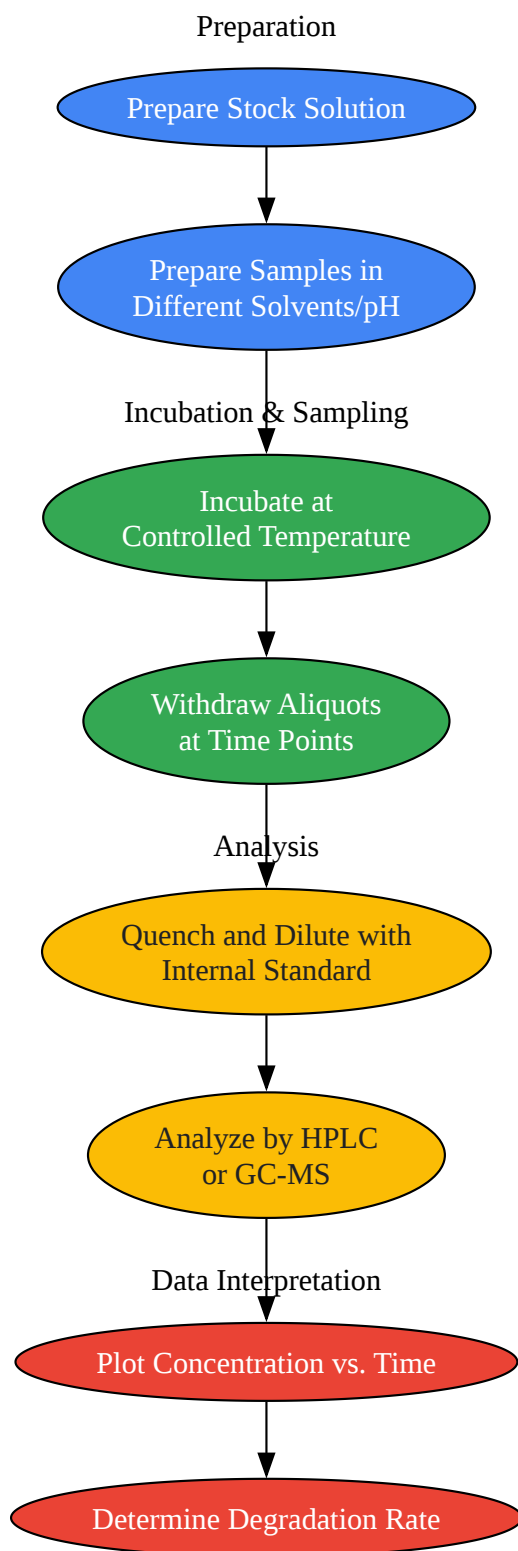 Preparation
Prepare Stock Solution
Prepare Samples in
Different Solvents/pH
Incubation & Sampling
Incubate at
Controlled Temperature
Withdraw Aliquots
at Time Points
Analysis
Quench and Dilute with
Internal Standard
Analyze by HPLC
or GC-MS
Data Interpretation
Plot Concentration vs. Time
Determine Degradation Rate